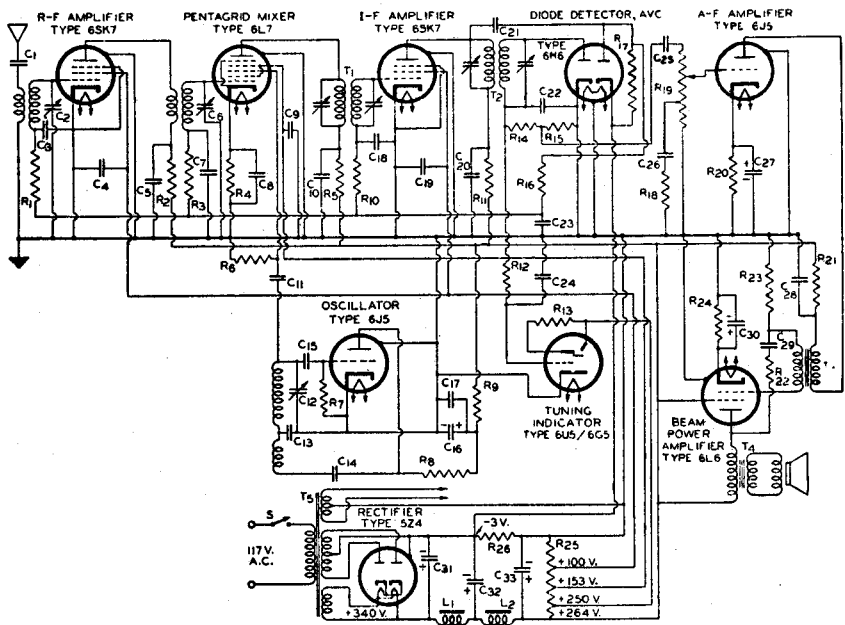 R-F AMPLIFIER
TYPE 6SK7
PENTAGRID MIXER
TYPE 6L7
I-F AMPLIFIER
TYPE 6SK7
DIODE DETECTOR, AVC
TYPE
6H6
A-F AMPLIFIER
TYPE 6J5
C1
C2
C3
R1
C4
C5
R2
R3
C6
C7
R4
C8
C9
T1
C10
R5
R10
C18
C19
C20
R11
C21
T2
C22
R14
R15
R16
R17
C23
C25
R19
C26
R18
R20
C27
R6
C11
R12
C24
R23
C28
R21
R24
C30
C29
R22
OSCILLATOR
TYPE 6J5
C15
C12
R7
C13
C14
C17
C16
R8
R9
R13
TUNING
INDICATOR
TYPE 6U5/6G5
BEAM
POWER
AMPLIFIER
TYPE 6L6
T4
T5
S
117 V.
A.C.
RECTIFIER
TYPE 5Z4
+340 V.
C31
C32
C33
L1
L2
-3 V.
R26
R25
+100 V.
+153 V.
+250 V.
+264 V.